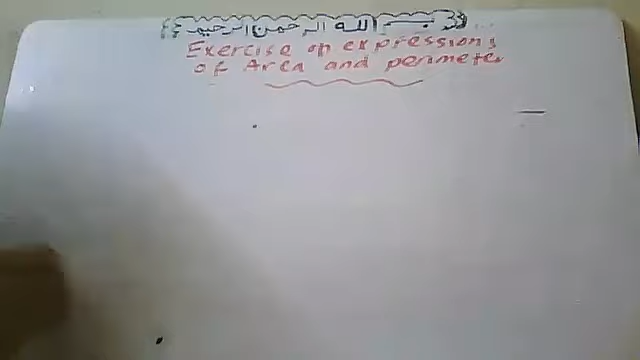 بسم الله الرحمن الرحيم
Exercise on expressions
of Area and perimeter